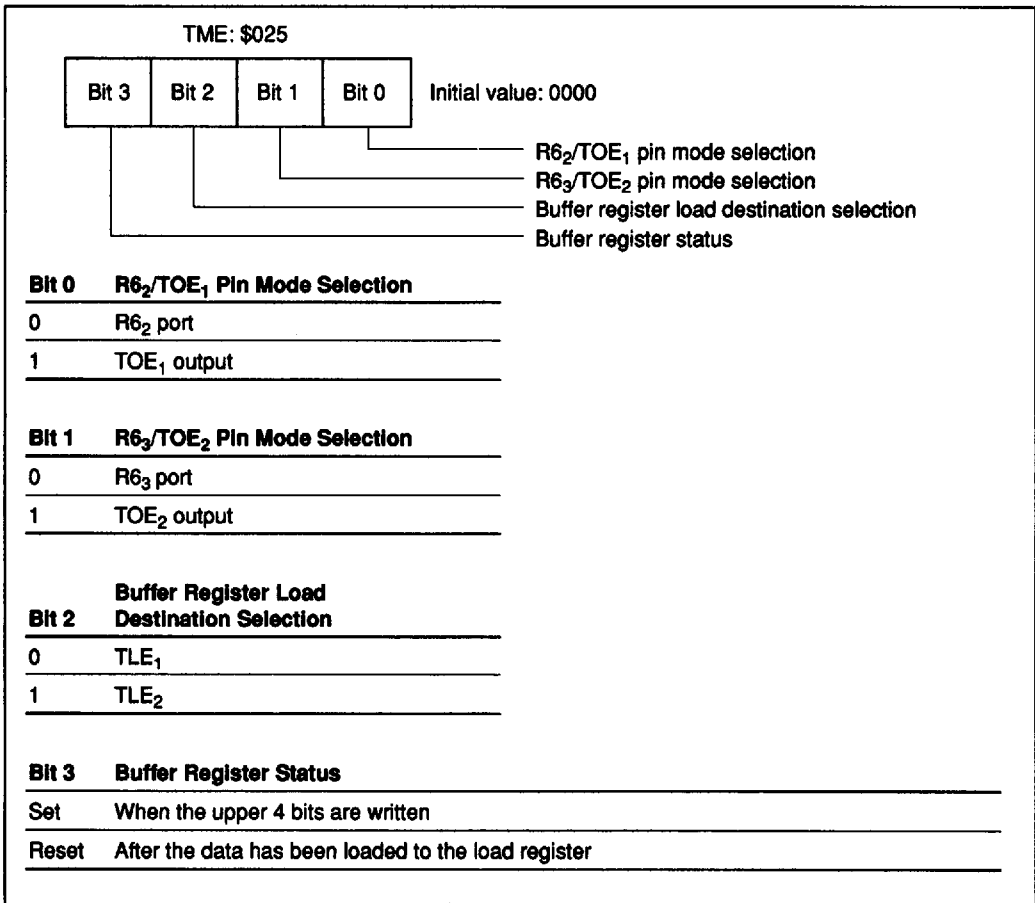 TME: $025
Bit 3 Bit 2 Bit 1 Bit 0 Initial value: 0000
R6₂/TOE₁ pin mode selection
R6₃/TOE₂ pin mode selection
Buffer register load destination selection
Buffer register status
Bit 0 R6₂/TOE₁ Pin Mode Selection
0 R6₂ port
1 TOE₁ output
Bit 1 R6₃/TOE₂ Pin Mode Selection
0 R6₃ port
1 TOE₂ output
Buffer Register Load
Bit 2 Destination Selection
0 TLE₁
1 TLE₂
Bit 3 Buffer Register Status
Set When the upper 4 bits are written
Reset After the data has been loaded to the load register